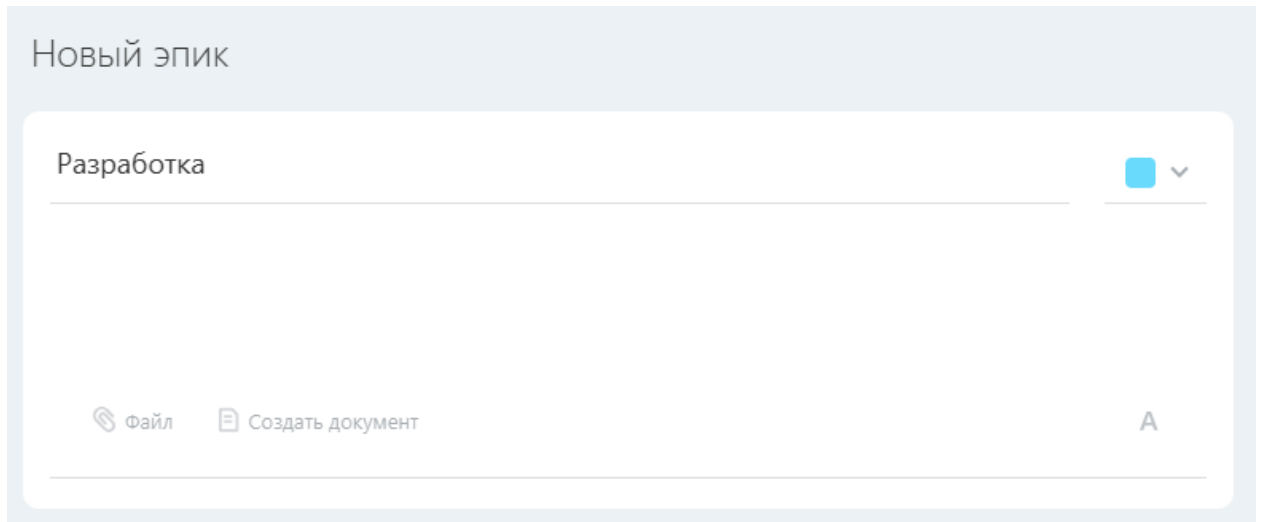 Новый эпик
Разработка
Файл
Создать документ
A